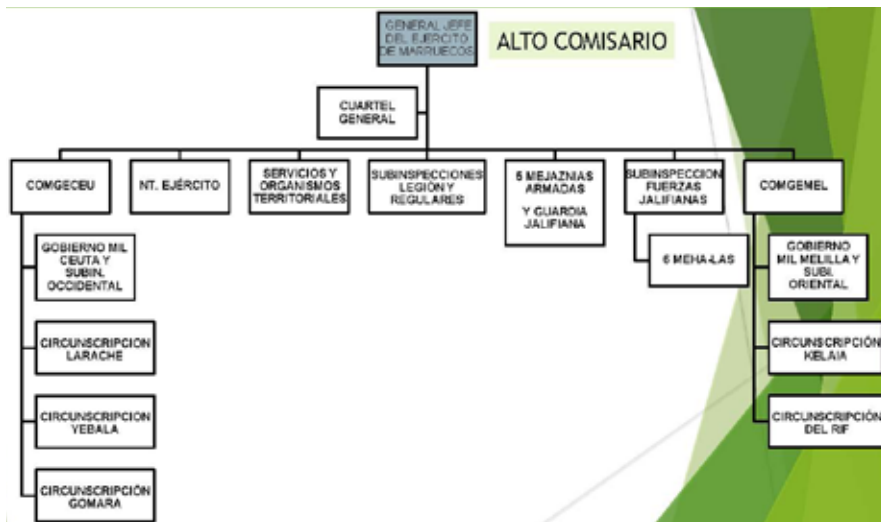 GENERAL JEFE
DEL EJERCITO
DE MARRUECOS
ALTO COMISARIO
CUARTEL
GENERAL
COMGECEU
NT. EJÉRCITO
SERVICIOS Y
ORGANISMOS
TERRITORIALES
SUBINSPECCIONES
LEGIÓN Y
REGULARES
5 MEJAZNIAS
ARMADAS
Y GUARDIA
JALIFIANA
SUBINSPECCION
FUERZAS
JALIFIANAS
COMGEMEL
GOBIERNO MIL
CEUTA Y
SUBIN.
OCCIDENTAL
6 MEHA-LAS
GOBIERNO
MIL MELILLA Y
SUBI.
ORIENTAL
CIRCUNSCRIPCION
LARACHE
CIRCUNSCRIPCIÓN
KELAIA
CIRCUNSCRIPCION
YEBALA
CIRCUNSCRIPCIÓN
DEL RIF
CIRCUNSCRIPCIÓN
GOMARA